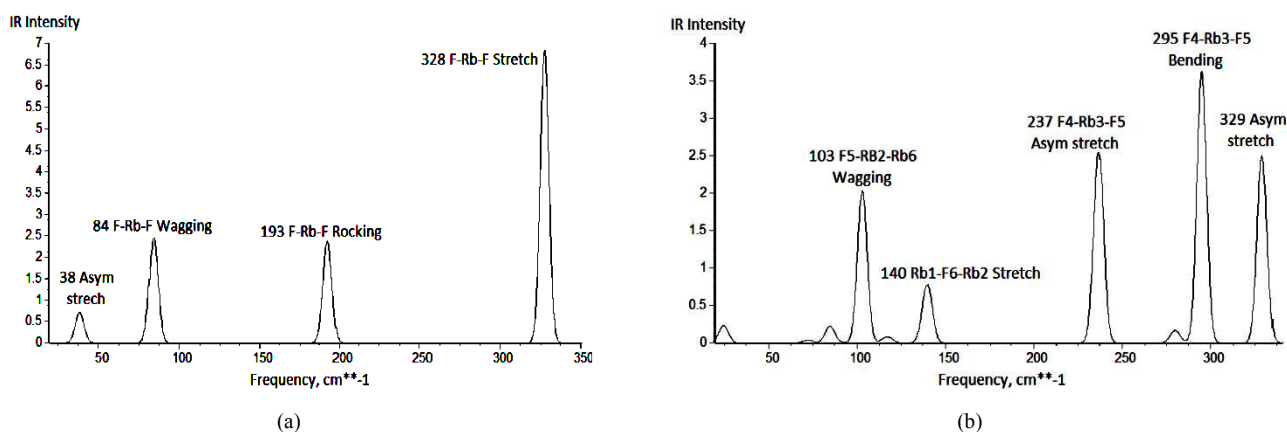 IR Intensity
7
6.5
6
5.5
5
4.5
4
3.5
3
2.5
2
1.5
1
0.5
0
328 F-Rb-F Stretch
84 F-Rb-F Wagging
193 F-Rb-F Rocking
38 Asym
strech
50
100
150
200
250
300
350
Frequency, cm**-1
(a)
IR Intensity
4
3.5
3
2.5
2
1.5
1
0.5
0
295 F4-Rb3-F5
Bending
237 F4-Rb3-F5
Asym stretch
329 Asym
stretch
103 F5-RB2-Rb6
Wagging
140 Rb1-F6-Rb2 Stretch
50
100
150
200
250
300
Frequency, cm**-1
(b)